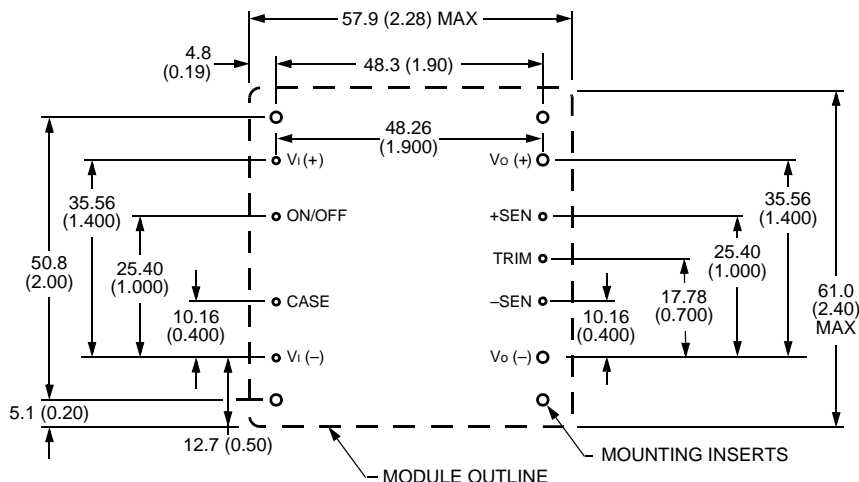 57.9 (2.28) MAX
4.8
(0.19)
48.3 (1.90)
48.26
(1.900)
VI (+)
VO (+)
35.56
(1.400)
35.56
(1.400)
ON/OFF
+SEN
25.40
(1.000)
25.40
(1.000)
TRIM
50.8
(2.00)
61.0
(2.40)
MAX
17.78
(0.700)
10.16
(0.400)
CASE
–SEN
10.16
(0.400)
VI (–)
VO (–)
5.1 (0.20)
12.7 (0.50)
MOUNTING INSERTS
MODULE OUTLINE